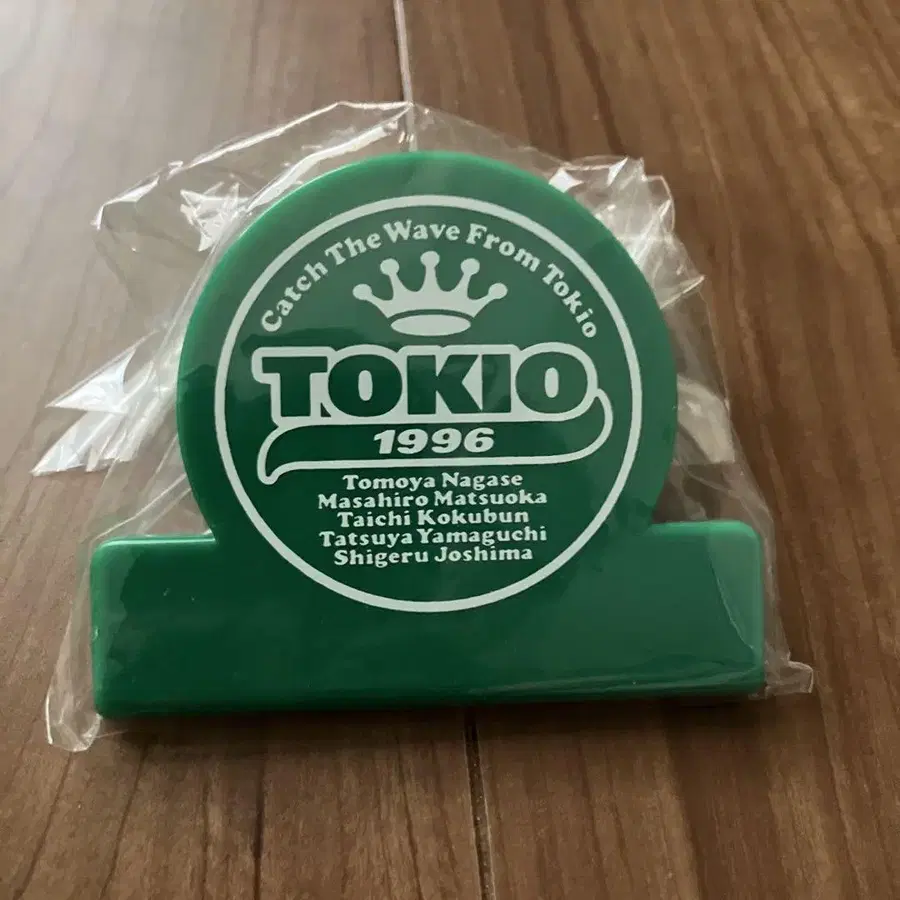 Catch The Wave From Tokio
TOKIO
1996
Tomoya Nagase
Masahiro Matsuoka
Taichi Kokubun
Tatsuya Yamaguchi
Shigeru Joshima